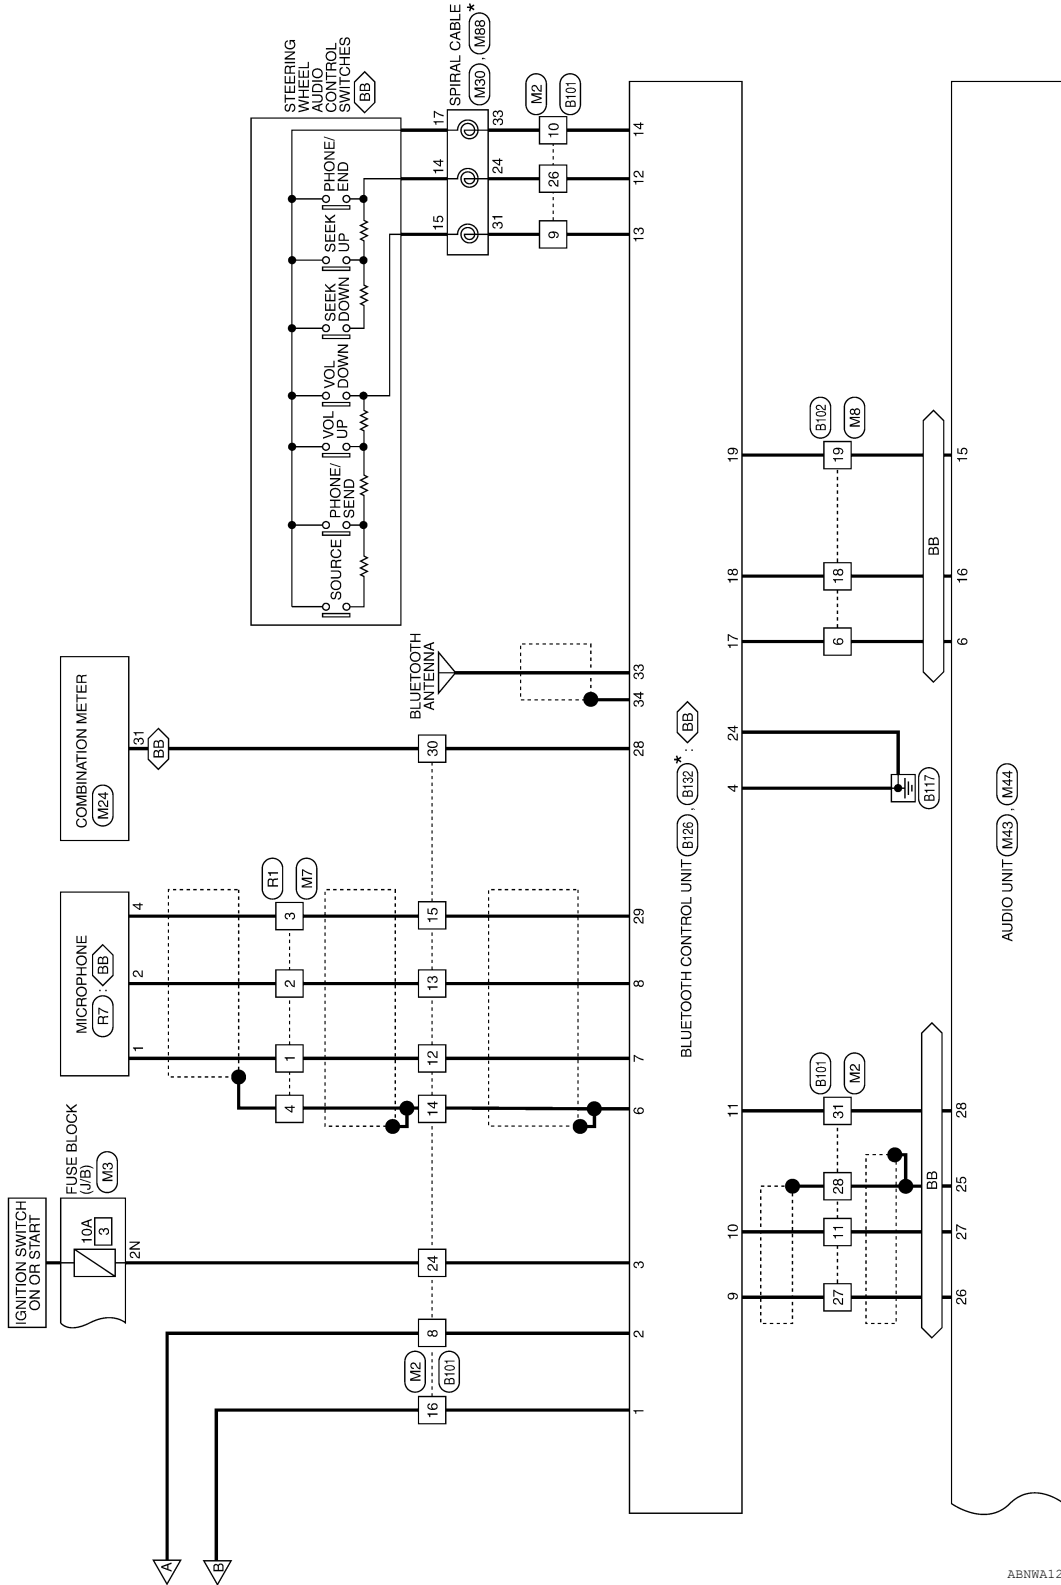 IGNITION SWITCH
ON OR START
FUSE BLOCK
(J/B)
M3
10A
3
2N
MICROPHONE
R7 : BB
1
2
4
COMBINATION METER
M24
31
BB
STEERING
WHEEL
AUDIO
CONTROL
SWITCHES
BB
SOURCE
PHONE/
SEND
VOL
UP
VOL
DOWN
SEEK
DOWN
SEEK
UP
PHONE/
END
15
14
17
SPIRAL CABLE
M30 , M88 *
31
24
33
M2
B101
9
26
10
A
B
R1
M7
4
1
2
3
M2
B101
16
8
24
14
12
13
15
30
BLUETOOTH
ANTENNA
1
2
3
6
7
8
29
28
34
33
13
12
14
BLUETOOTH CONTROL UNIT B126 , B132 * : BB
9
10
11
4
24
17
18
19
B101
M2
27
11
28
31
B117
B102
M8
6
18
19
BB
BB
26
27
25
28
6
16
15
AUDIO UNIT M43 , M44
ABNWA12